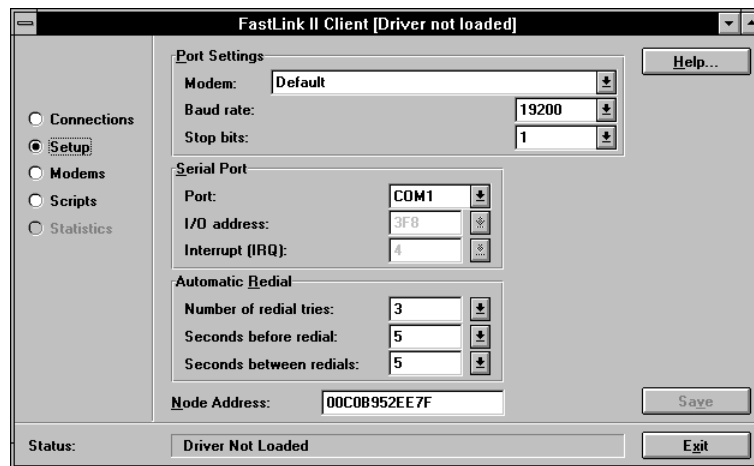 FastLink II Client [Driver not loaded]
Port Settings
Help...
Modem: Default
Baud rate: 19200
Stop bits: 1
Connections
Setup
Modems
Scripts
Statistics
Serial Port
Port: COM1
I/O address: 3F8
Interrupt (IRQ): 4
Automatic Redial
Number of redial tries: 3
Seconds before redial: 5
Seconds between redials: 5
Node Address: 00C0B952EE7F
Save
Status: Driver Not Loaded
Exit